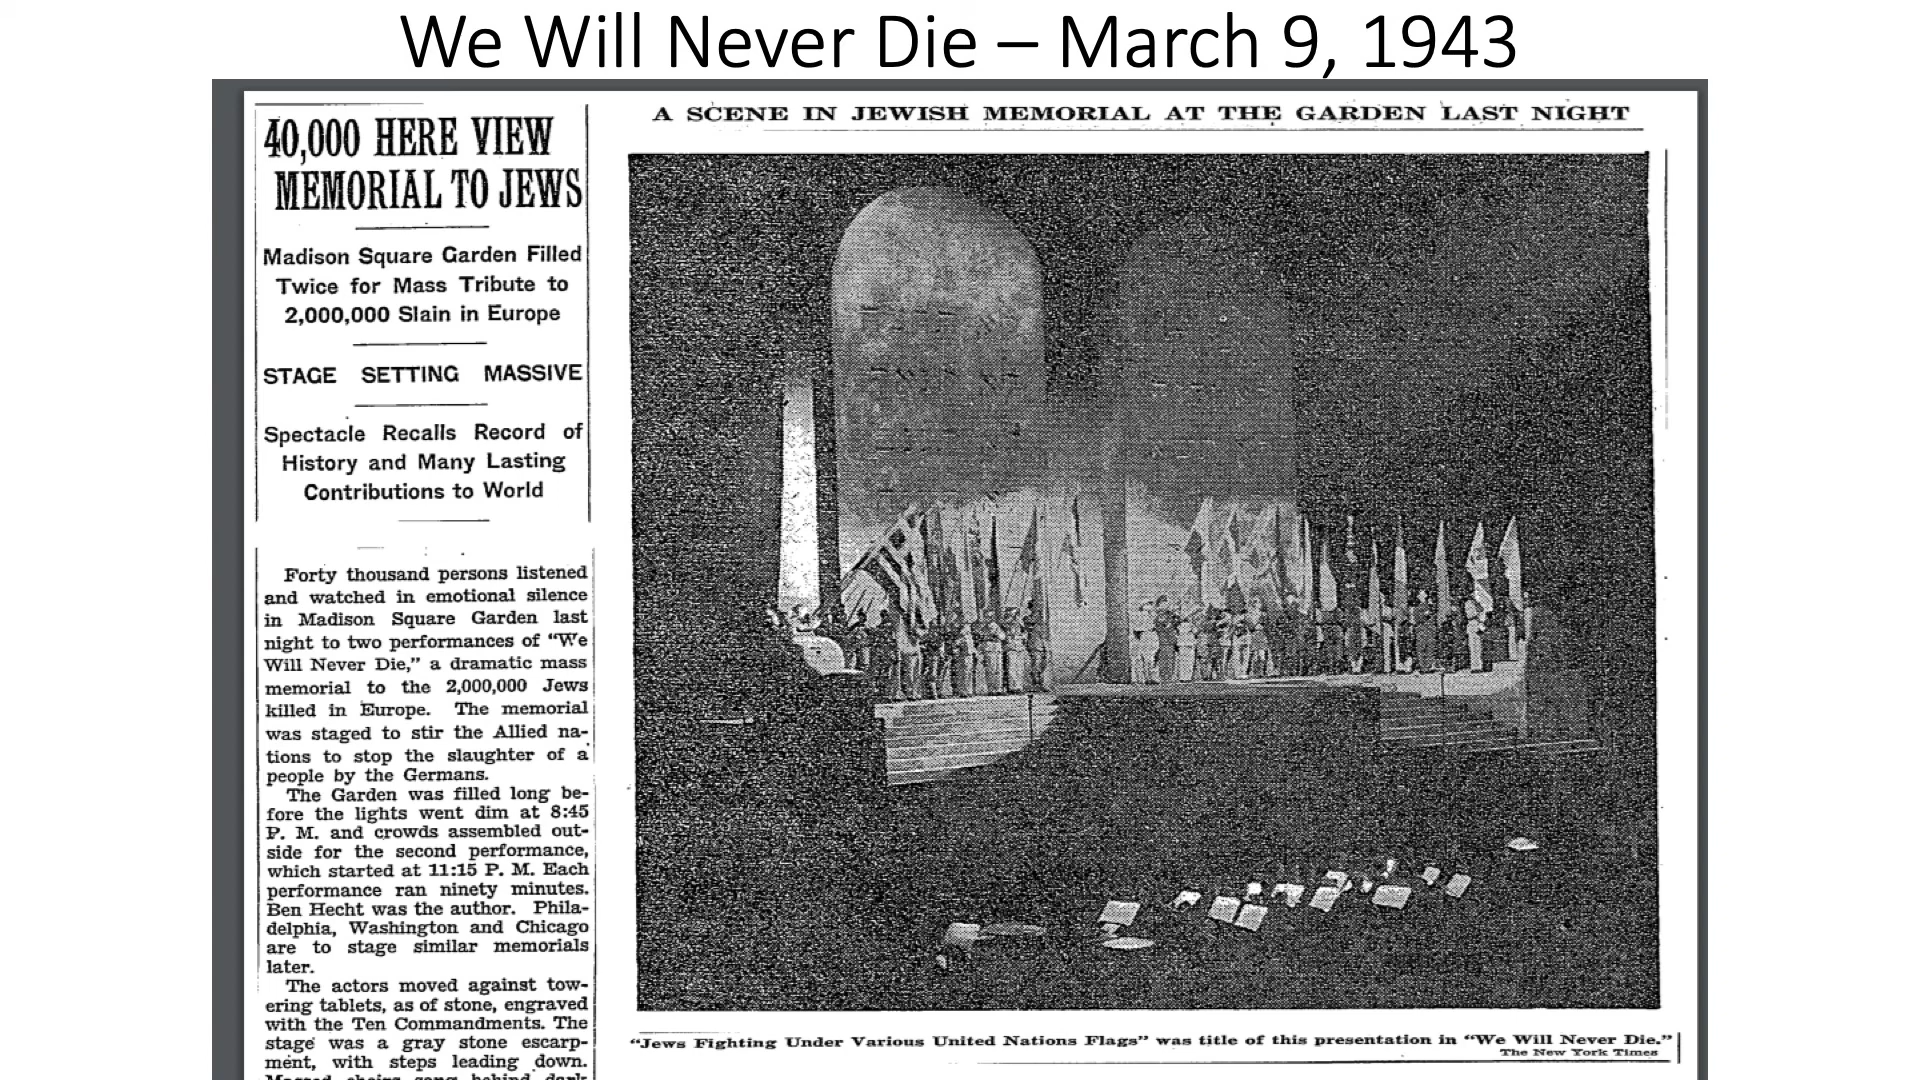 We Will Never Die – March 9, 1943
40,000 HERE VIEW
MEMORIAL TO JEWS
Madison Square Garden Filled
Twice for Mass Tribute to
2,000,000 Slain in Europe
STAGE SETTING MASSIVE
Spectacle Recalls Record of
History and Many Lasting
Contributions to World
Forty thousand persons listened
and watched in emotional silence
in Madison Square Garden last
night to two performances of “We
Will Never Die,” a dramatic mass
memorial to the 2,000,000 Jews
killed in Europe. The memorial
was staged to stir the Allied na-
tions to stop the slaughter of a
people by the Germans.
The Garden was filled long be-
fore the lights went dim at 8:45
P. M. and crowds assembled out-
side for the second performance,
which started at 11:15 P. M. Each
performance ran ninety minutes.
Ben Hecht was the author. Phila-
delphia, Washington and Chicago
are to stage similar memorials
later.
The actors moved against tow-
ering tablets, as of stone, engraved
with the Ten Commandments. The
stage was a gray stone escarp-
ment, with steps leading down.
A SCENE IN JEWISH MEMORIAL AT THE GARDEN LAST NIGHT
“Jews Fighting Under Various United Nations Flags” was title of this presentation in “We Will Never Die.”
The New York Times